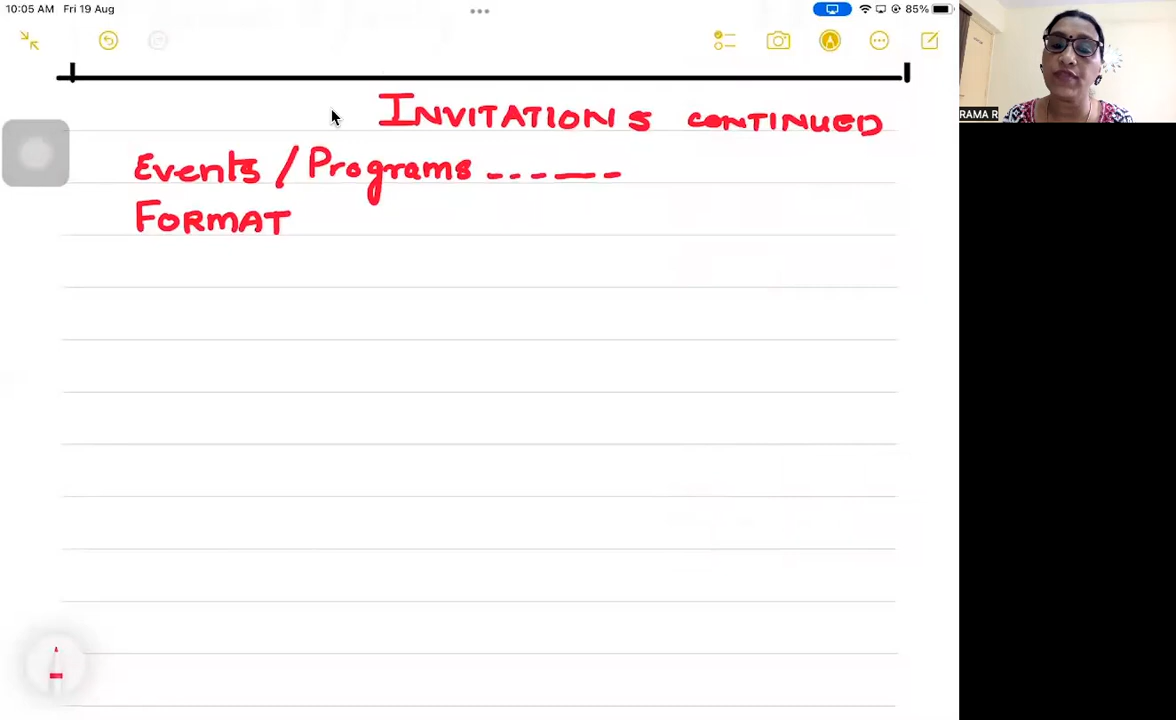 10:05 AM Fri 19 Aug
85%
INVITATIONS CONTINUED
Events / Programs ------
FORMAT
RAMA R